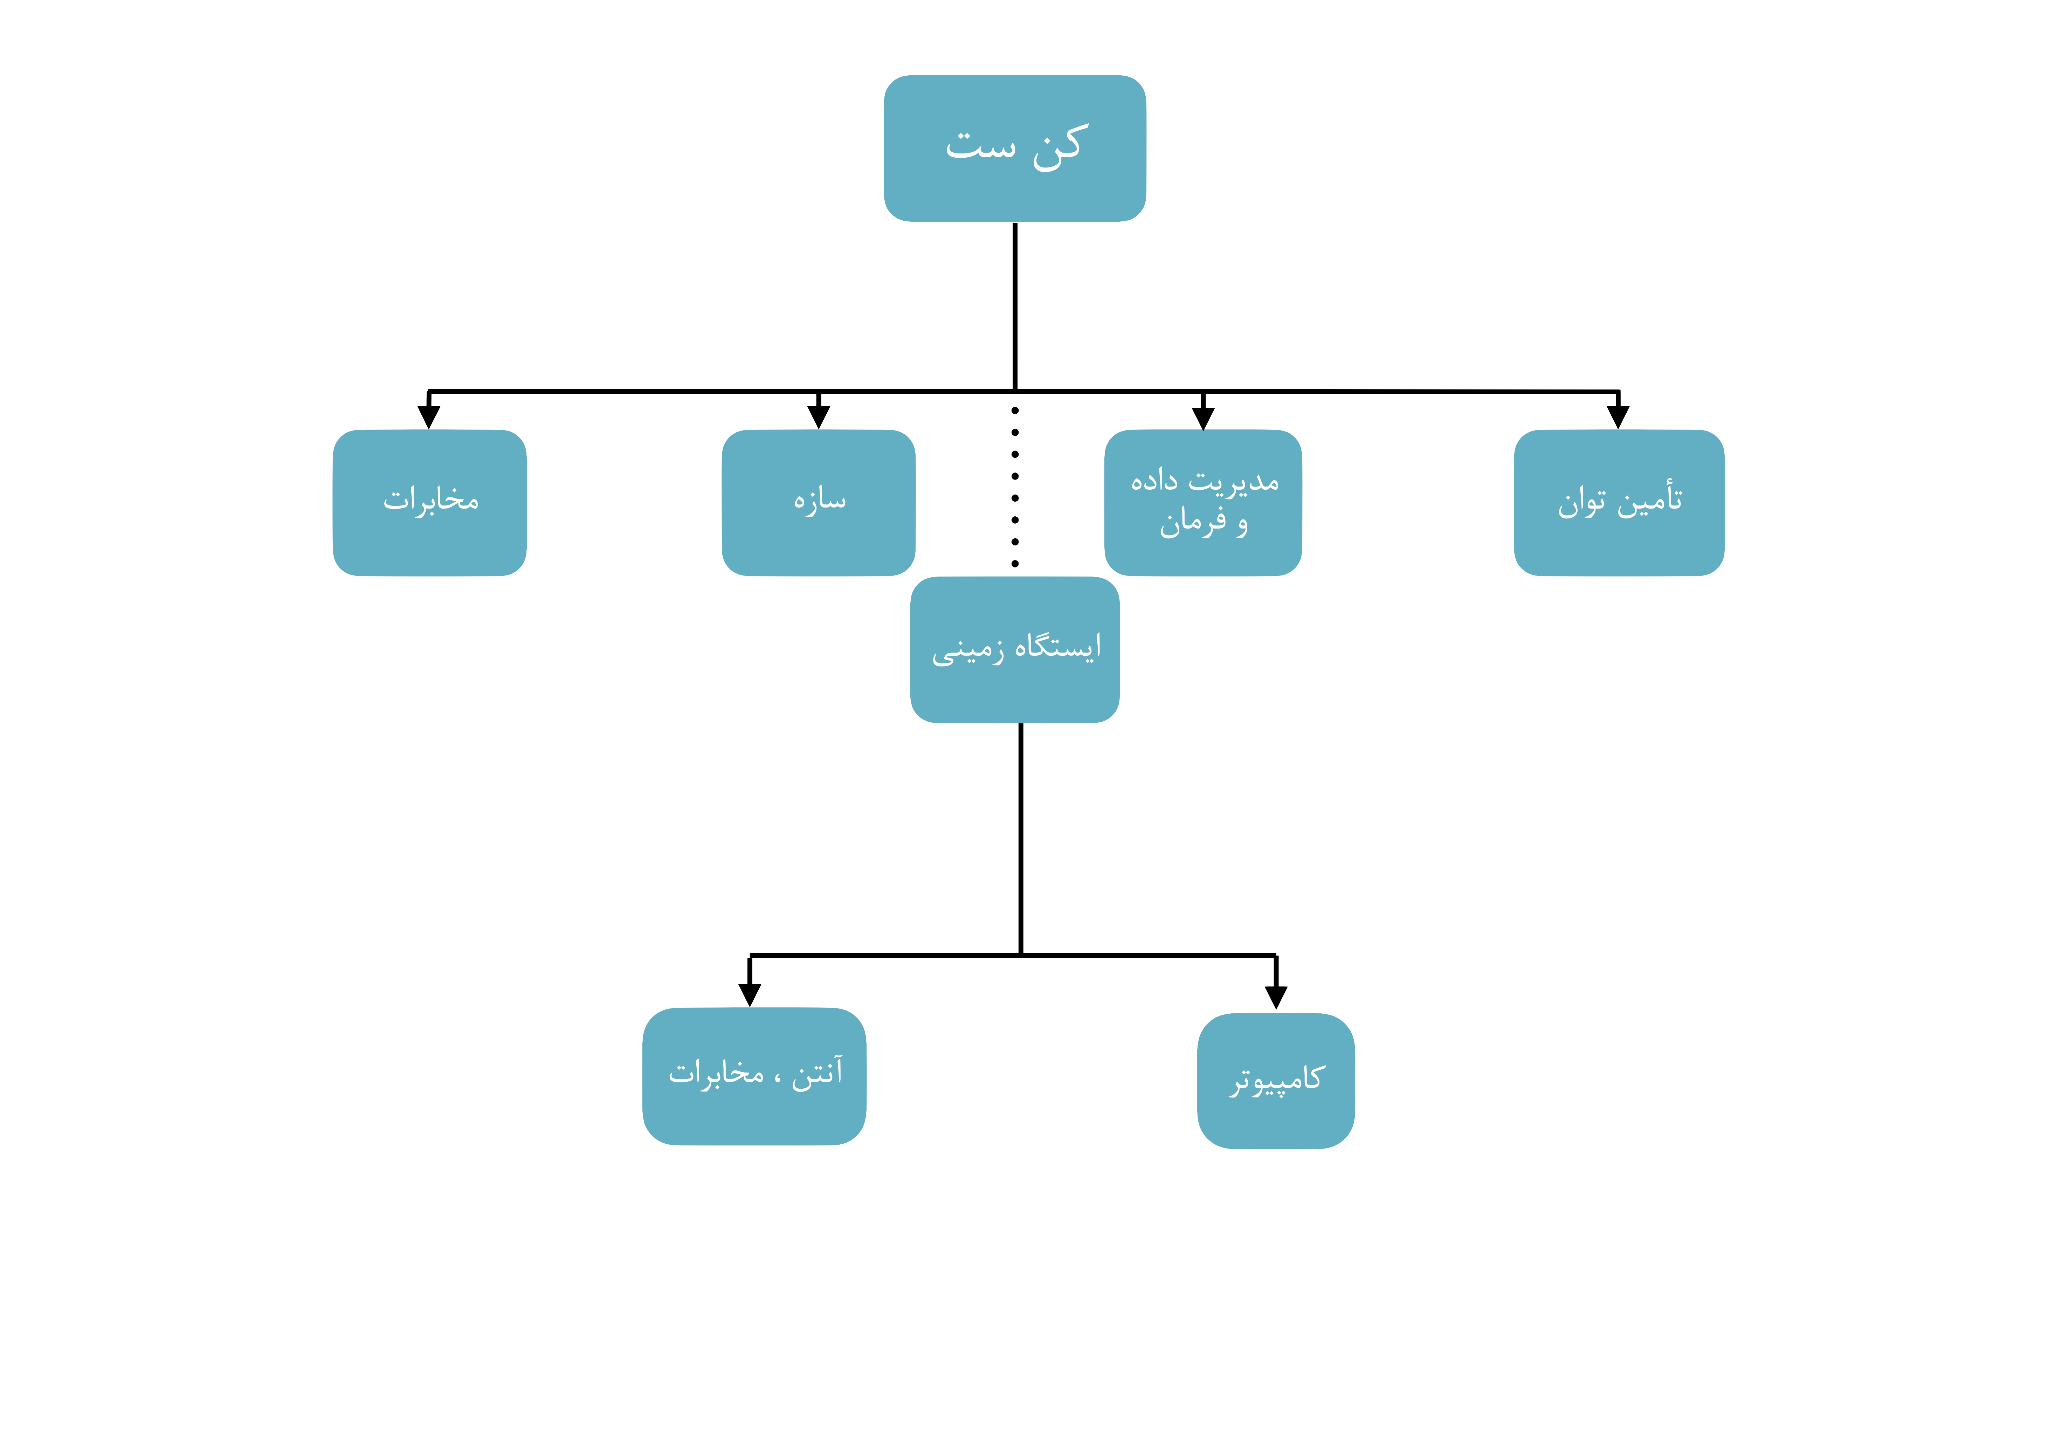 کن ست
تأمین توان
مدیریت داده
و فرمان
سازه
مخابرات
ایستگاه زمینی
کامپیوتر
آنتن ، مخابرات